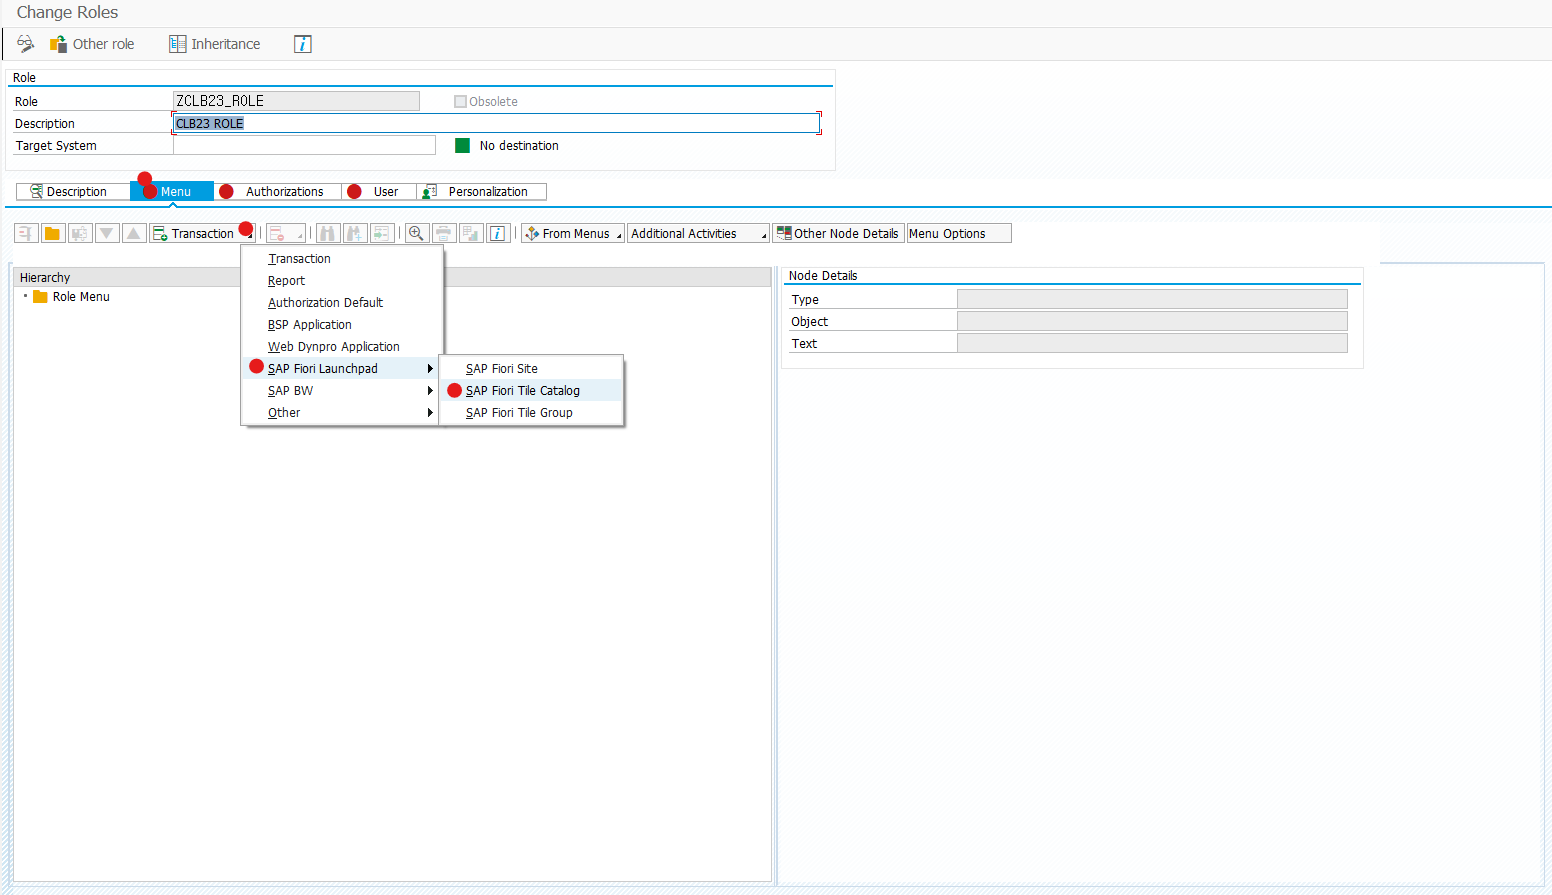 Change Roles
Other role Inheritance
Role
Role ZCLB23_ROLE Obsolete
Description CLB23 ROLE
Target System No destination
Description Menu Authorizations User Personalization
Transaction From Menus Additional Activities Other Node Details Menu Options
Hierarchy
Role Menu
Transaction
Report
Authorization Default
BSP Application
Web Dynpro Application
SAP Fiori Launchpad
SAP BW
Other
SAP Fiori Site
SAP Fiori Tile Catalog
SAP Fiori Tile Group
Node Details
Type
Object
Text